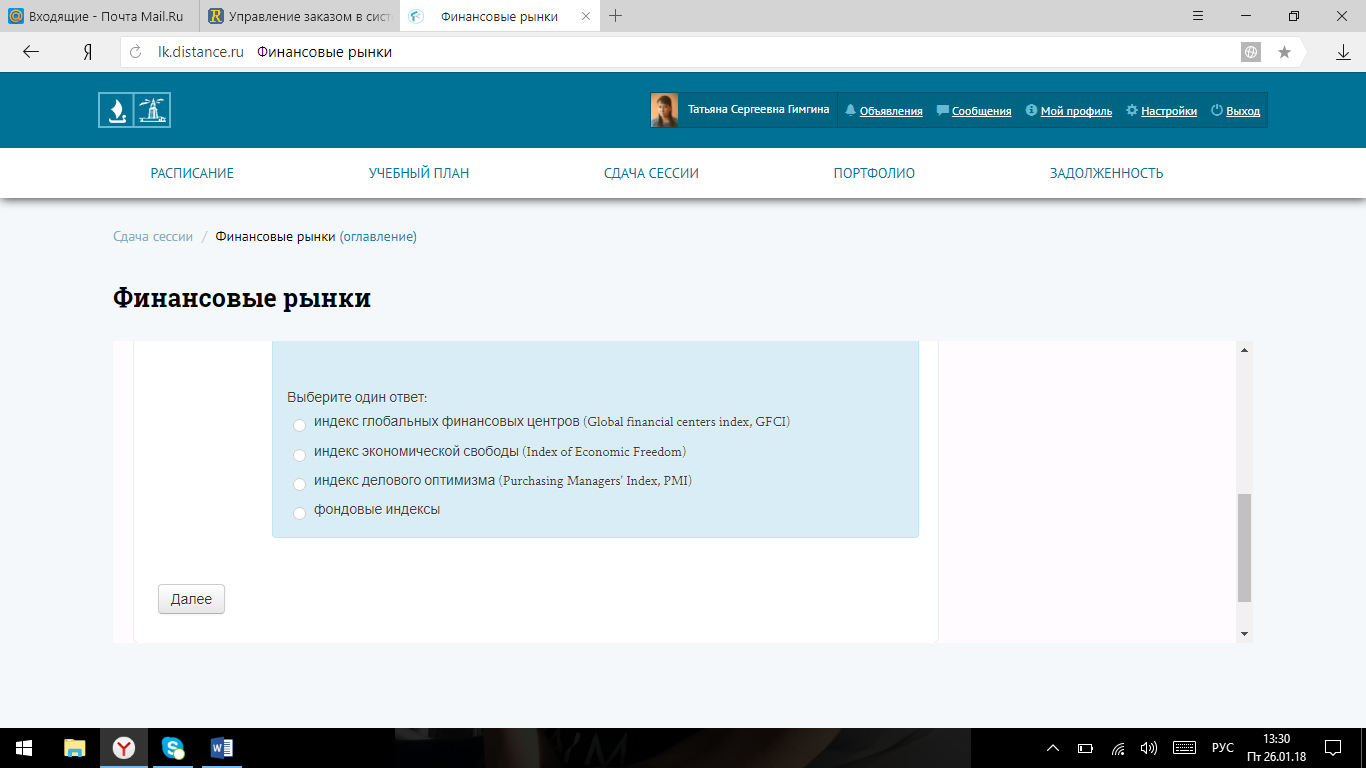 Входящие - Почта Mail.Ru
Управление заказом в сист
Финансовые рынки
lk.distance.ru Финансовые рынки
Татьяна Сергеевна Гимгина Объявления Сообщения Мой профиль Настройки Выход
РАСПИСАНИЕ УЧЕБНЫЙ ПЛАН СДАЧА СЕССИИ ПОРТФОЛИО ЗАДОЛЖЕННОСТЬ
Сдача сессии / Финансовые рынки (оглавление)
Финансовые рынки
Выберите один ответ:
индекс глобальных финансовых центров (Global financial centers index, GFCI)
индекс экономической свободы (Index of Economic Freedom)
индекс делового оптимизма (Purchasing Managers' Index, PMI)
фондовые индексы
Далее
РУС
13:30
Пт 26.01.18